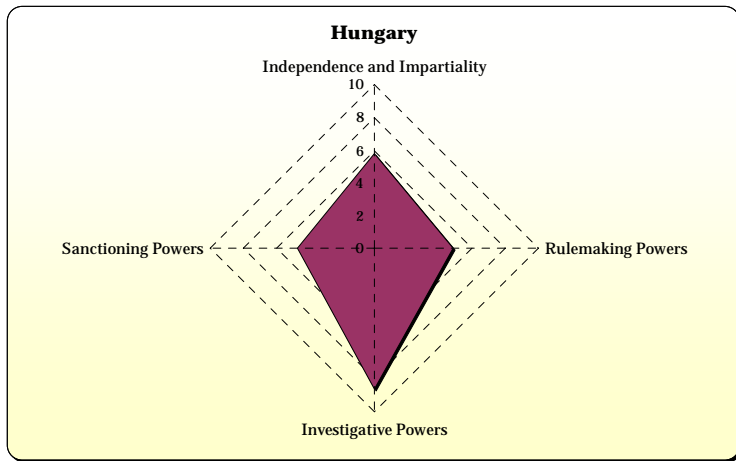 Hungary
Independence and Impartiality
10
8
6
4
2
0
Sanctioning Powers
Rulemaking Powers
Investigative Powers